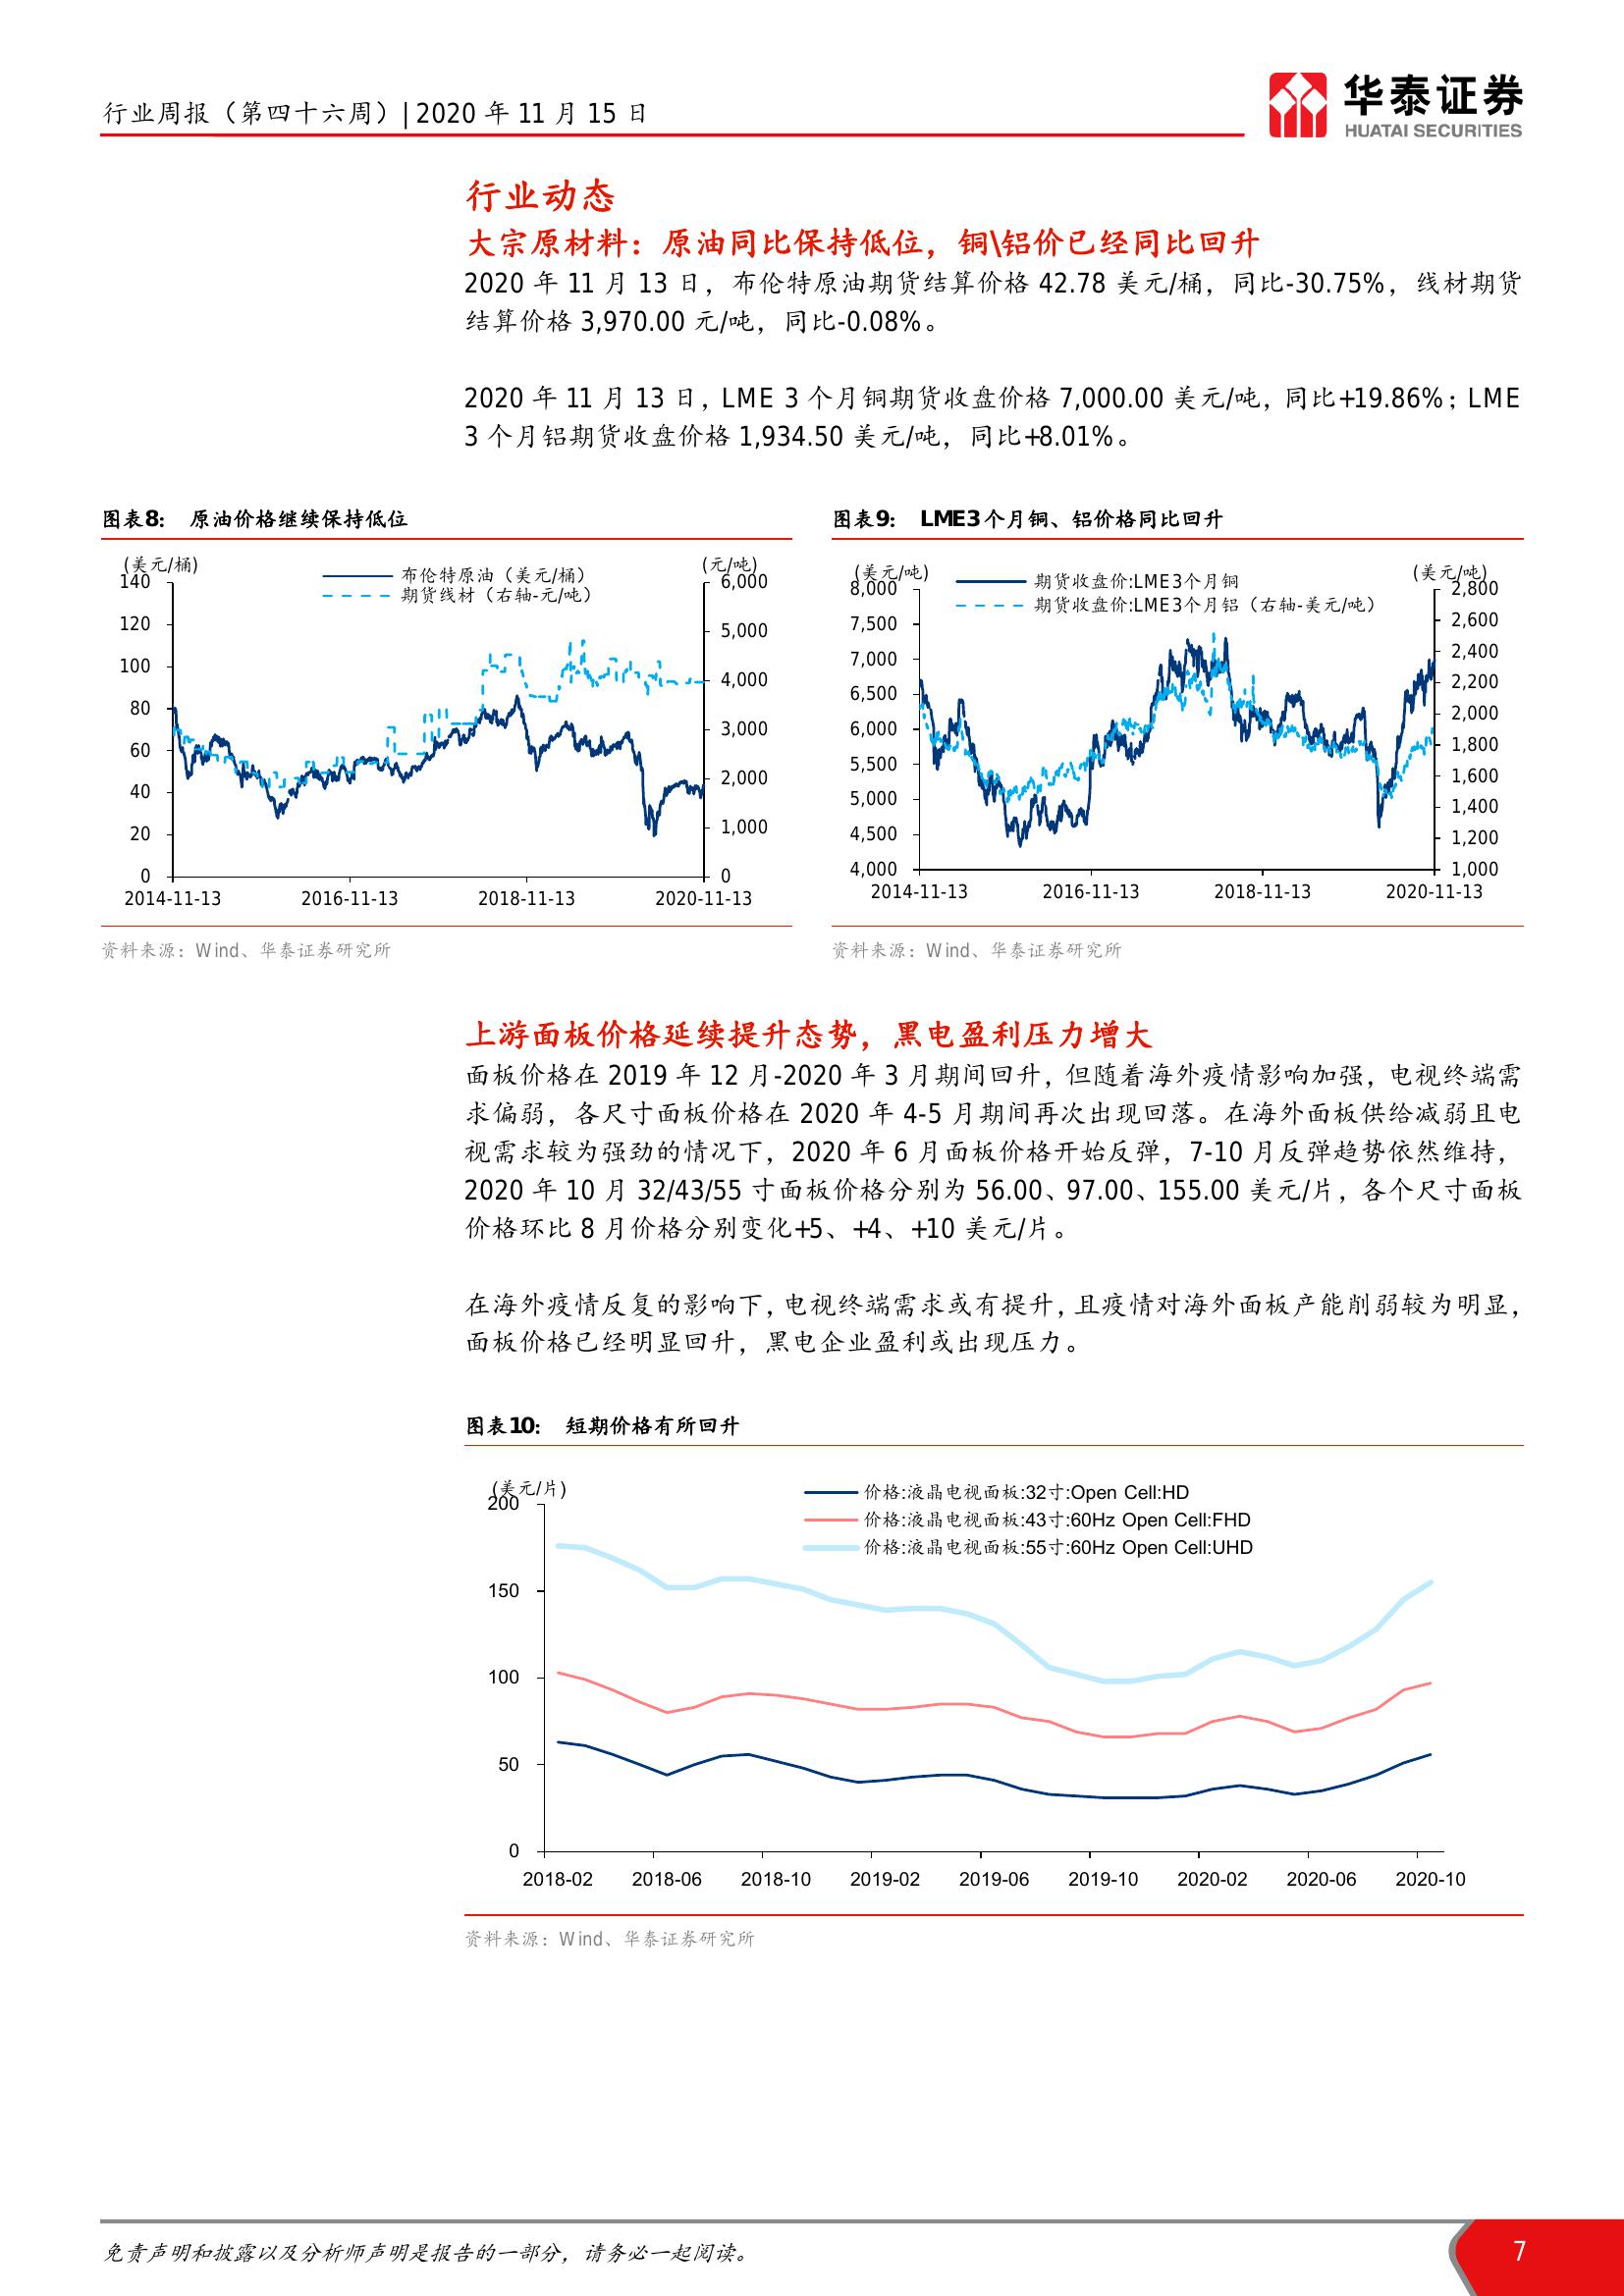 行业周报（第四十六周）| 2020 年 11 月 15 日
华泰证券
HUATAI SECURITIES
行业动态
大宗原材料：原油同比保持低位，铜\铝价已经同比回升
2020 年 11 月 13 日，布伦特原油期货结算价格 42.78 美元/桶，同比-30.75%，线材期货
结算价格 3,970.00 元/吨，同比-0.08%。
2020 年 11 月 13 日，LME 3 个月铜期货收盘价格 7,000.00 美元/吨，同比+19.86%；LME
3 个月铝期货收盘价格 1,934.50 美元/吨，同比+8.01%。
图表8： 原油价格继续保持低位
(美元/桶)
(元/吨)
布伦特原油（美元/桶）
期货线材（右轴-元/吨）
140
120
100
80
60
40
20
0
6,000
5,000
4,000
3,000
2,000
1,000
0
2014-11-13 2016-11-13 2018-11-13 2020-11-13
资料来源：Wind、华泰证券研究所
图表9： LME3 个月铜、铝价格同比回升
(美元/吨)
(美元/吨)
期货收盘价:LME3个月铜
期货收盘价:LME3个月铝（右轴-美元/吨）
8,000
7,500
7,000
6,500
6,000
5,500
5,000
4,500
4,000
2,800
2,600
2,400
2,200
2,000
1,800
1,600
1,400
1,200
1,000
2014-11-13 2016-11-13 2018-11-13 2020-11-13
资料来源：Wind、华泰证券研究所
上游面板价格延续提升态势，黑电盈利压力增大
面板价格在 2019 年 12 月-2020 年 3 月期间回升，但随着海外疫情影响加强，电视终端需
求偏弱，各尺寸面板价格在 2020 年 4-5 月期间再次出现回落。在海外面板供给减弱且电
视需求较为强劲的情况下，2020 年 6 月面板价格开始反弹，7-10 月反弹趋势依然维持，
2020 年 10 月 32/43/55 寸面板价格分别为 56.00、97.00、155.00 美元/片，各个尺寸面板
价格环比 8 月价格分别变化+5、+4、+10 美元/片。
在海外疫情反复的影响下，电视终端需求或有提升，且疫情对海外面板产能削弱较为明显，
面板价格已经明显回升，黑电企业盈利或出现压力。
图表10： 短期价格有所回升
(美元/片)
价格:液晶电视面板:32寸:Open Cell:HD
价格:液晶电视面板:43寸:60Hz Open Cell:FHD
价格:液晶电视面板:55寸:60Hz Open Cell:UHD
200
150
100
50
0
2018-02 2018-06 2018-10 2019-02 2019-06 2019-10 2020-02 2020-06 2020-10
资料来源：Wind、华泰证券研究所
免责声明和披露以及分析师声明是报告的一部分，请务必一起阅读。
7